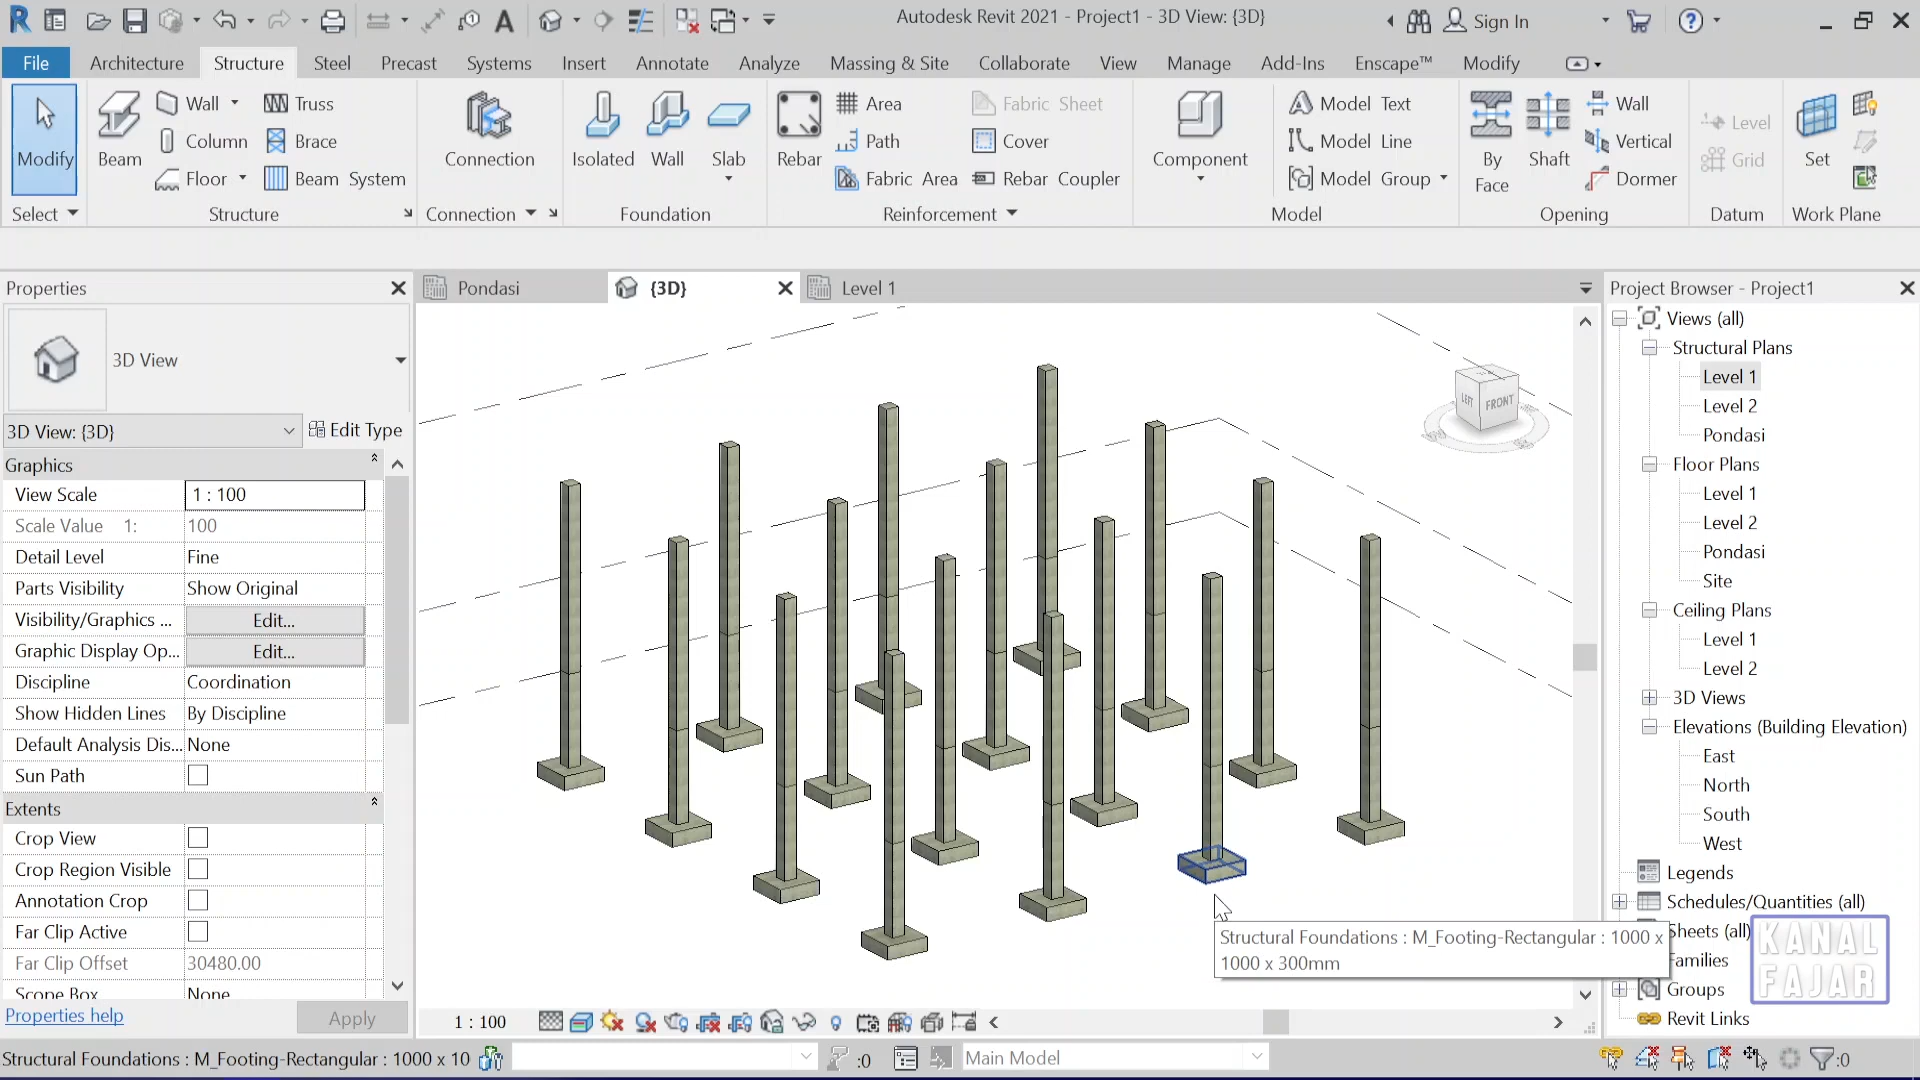 Autodesk Revit 2021 - Project1 - 3D View: {3D}
Sign In
File
Architecture
Structure
Steel
Precast
Systems
Insert
Annotate
Analyze
Massing & Site
Collaborate
View
Manage
Add-Ins
Enscape™
Modify
Modify
Select
Beam
Wall
Column
Floor
Truss
Brace
Beam System
Structure
Connection
Connection
Isolated
Wall
Slab
Foundation
Rebar
Area
Path
Fabric Area
Fabric Sheet
Cover
Rebar Coupler
Reinforcement
Component
Model Text
Model Line
Model Group
Model
By
Face
Shaft
Wall
Vertical
Dormer
Opening
Level
Grid
Datum
Set
Work Plane
Properties
3D View
3D View: {3D}
Edit Type
Graphics
View Scale
1 : 100
Scale Value 1:
100
Detail Level
Fine
Parts Visibility
Show Original
Visibility/Graphics ...
Edit...
Graphic Display Op...
Edit...
Discipline
Coordination
Show Hidden Lines
By Discipline
Default Analysis Dis...
None
Sun Path
Extents
Crop View
Crop Region Visible
Annotation Crop
Far Clip Active
Far Clip Offset
30480.00
Scope Box
None
Properties help
Apply
Pondasi
{3D}
Level 1
LEFT
FRONT
Structural Foundations : M_Footing-Rectangular : 1000 x
1000 x 300mm
1 : 100
Project Browser - Project1
Views (all)
Structural Plans
Level 1
Level 2
Pondasi
Floor Plans
Level 1
Level 2
Pondasi
Site
Ceiling Plans
Level 1
Level 2
3D Views
Elevations (Building Elevation)
East
North
South
West
Legends
Schedules/Quantities (all)
Sheets (all)
Families
Groups
Revit Links
KANAL
FAJAR
Structural Foundations : M_Footing-Rectangular : 1000 x 10
:0
Main Model
:0